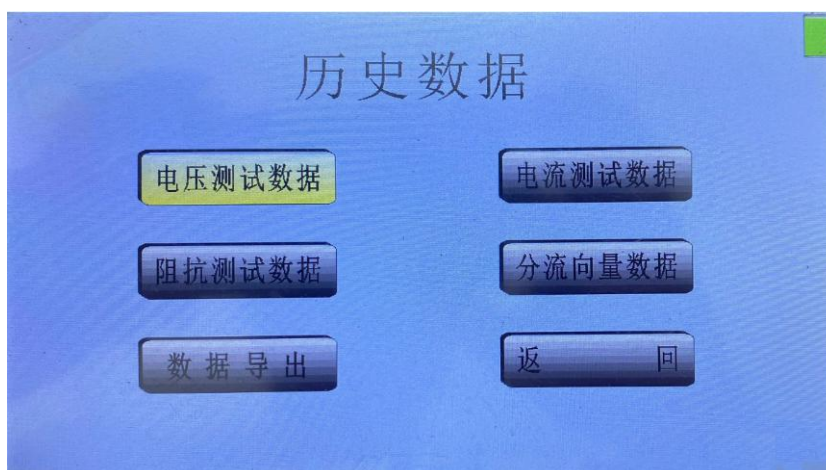 历史数据
电压测试数据
电流测试数据
阻抗测试数据
分流向量数据
数据导出
返 回